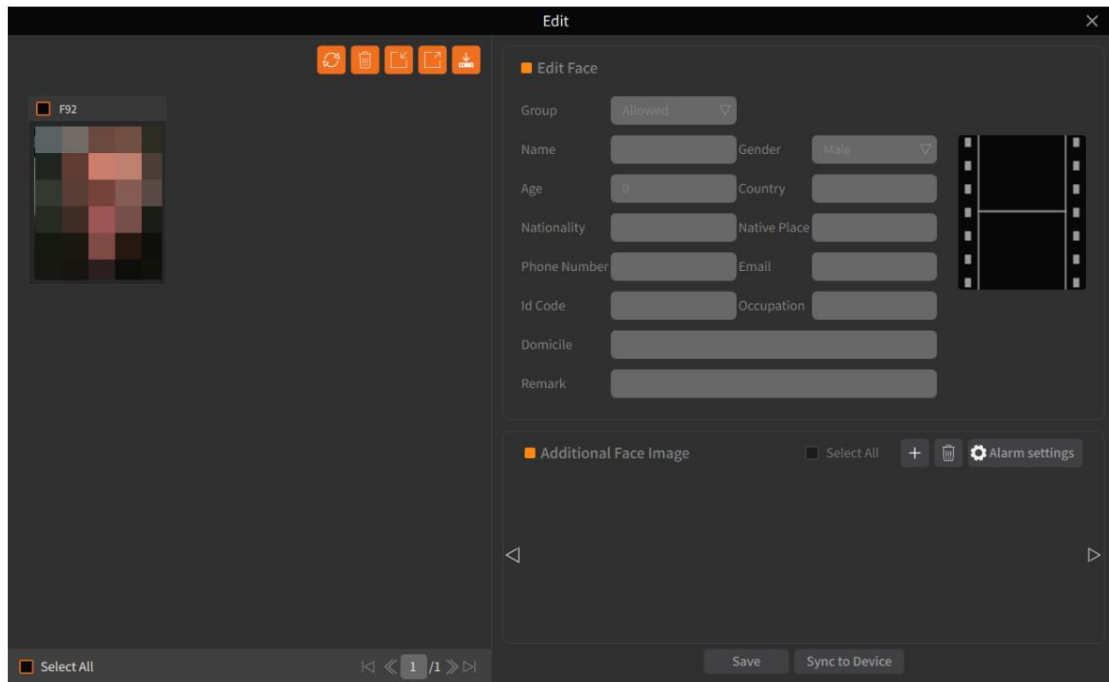 Edit
F92
Edit Face
Group Allowed
Name Gender Male
Age 0 Country
Nationality Native Place
Phone Number Email
Id Code Occupation
Domicile
Remark
Additional Face Image Select All + Alarm settings
Select All 1 /1
Save Sync to Device